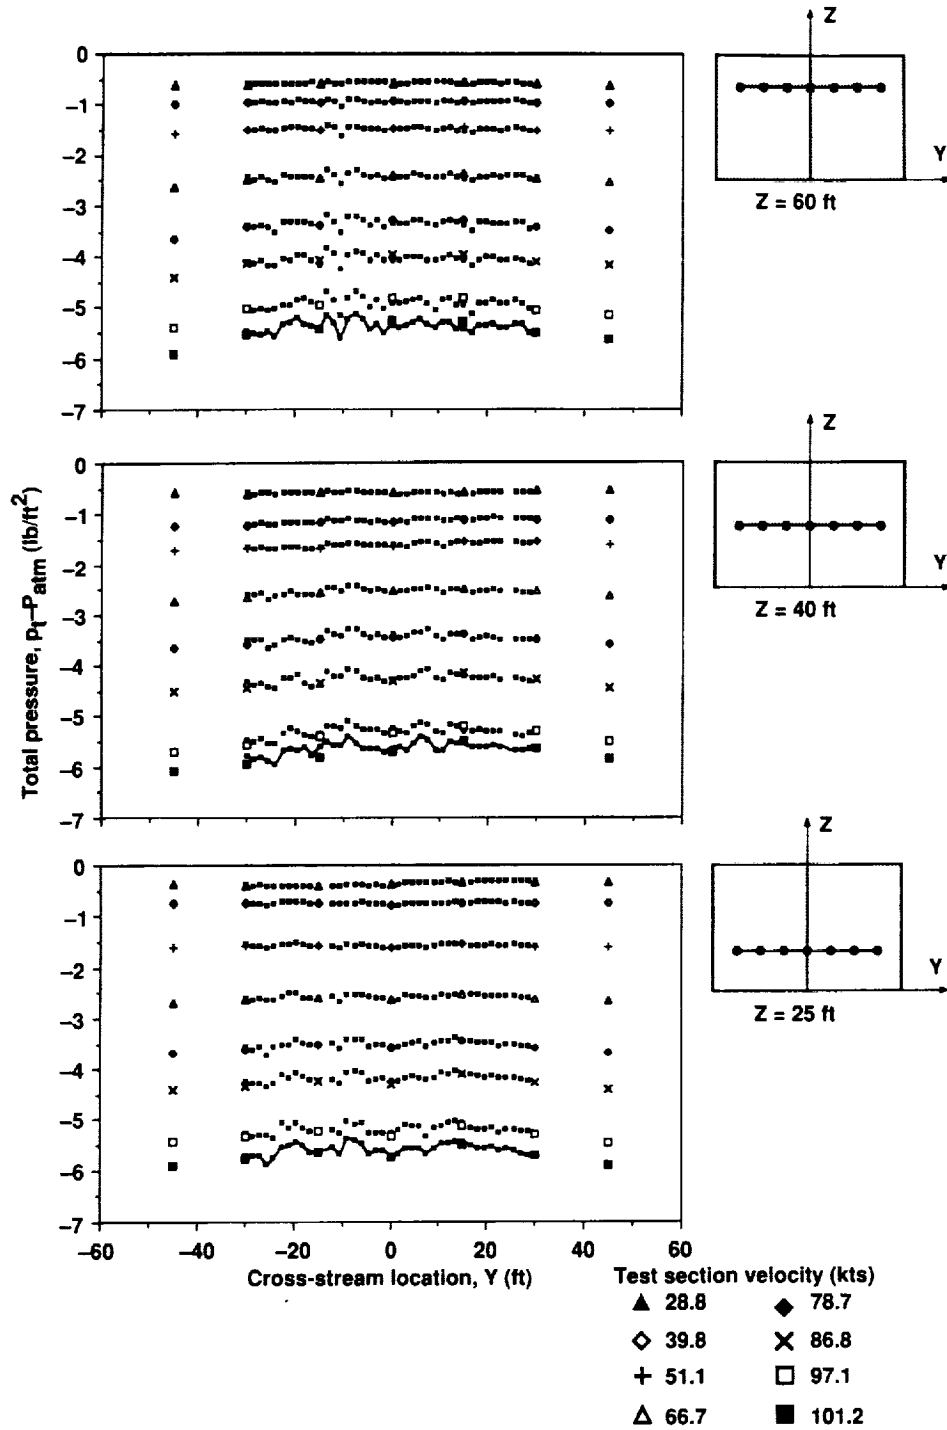 Z
0
−1
−2
−3
−4
−5
−6
−7
Y
Z = 60 ft
Z
0
−1
−2
−3
−4
−5
−6
−7
Y
Z = 40 ft
Total pressure, pt–Patm (lb/ft2)
Z
0
−1
−2
−3
−4
−5
−6
−7
Y
Z = 25 ft
−60 −40 −20 0 20 40 60
Cross-stream location, Y (ft)
Test section velocity (kts)
28.8 78.7
39.8 86.8
51.1 97.1
66.7 101.2